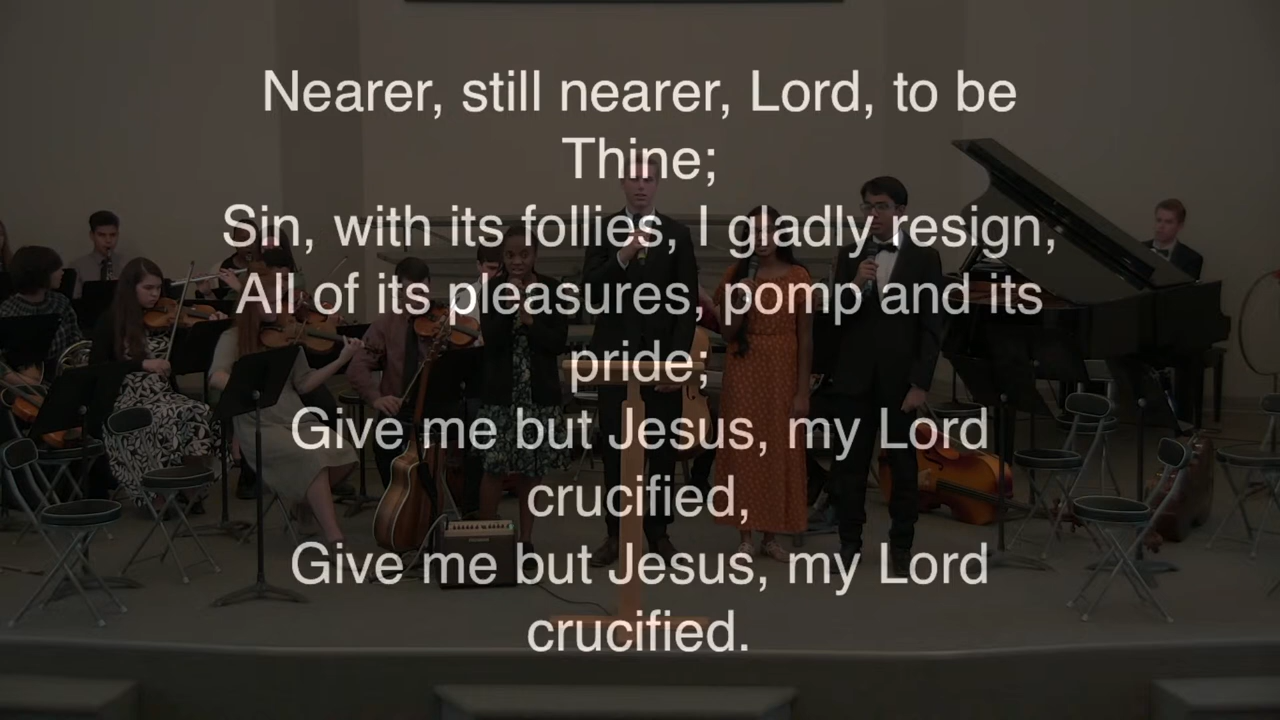 Nearer, still nearer, Lord, to be
Thine;
Sin, with its follies, I gladly resign,
All of its pleasures, pomp and its
pride;
Give me but Jesus, my Lord
crucified,
Give me but Jesus, my Lord
crucified.